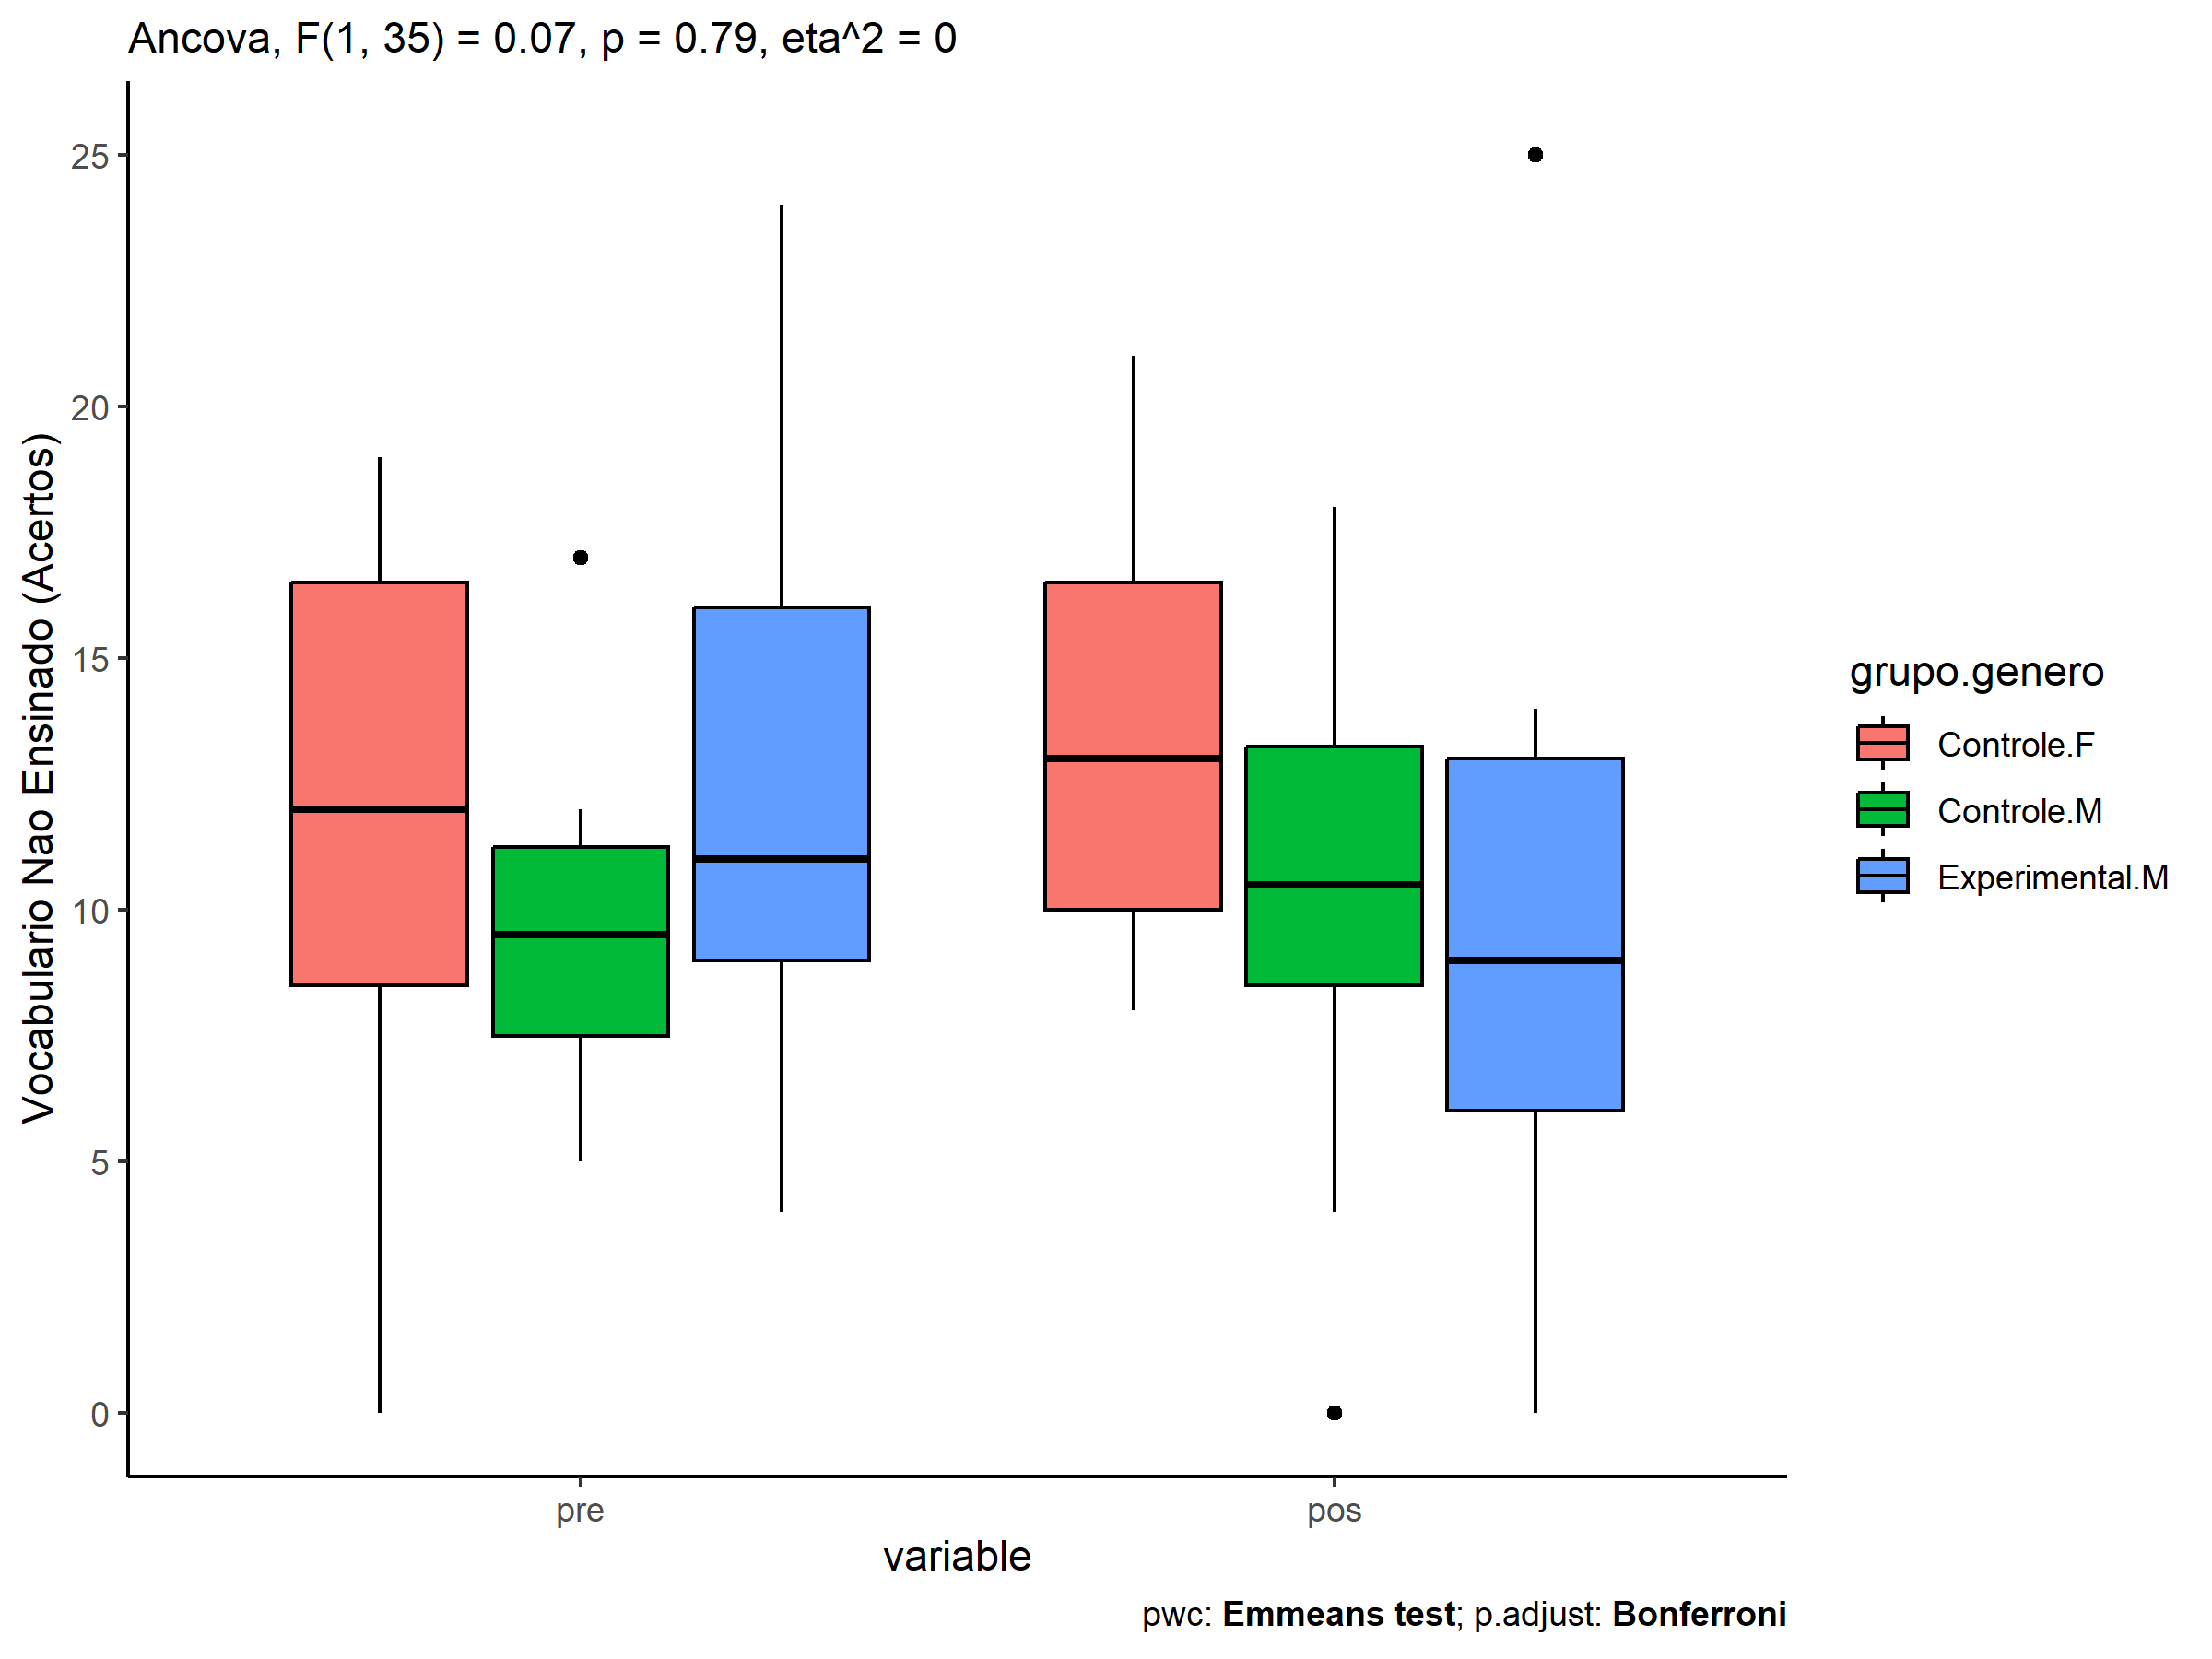 Ancova, F(1, 35) = 0.07, p = 0.79, eta^2 = 0
Vocabulario Nao Ensinado (Acertos)
25
20
15
10
5
0
pre
pos
variable
grupo.genero
Controle.F
Controle.M
Experimental.M
pwc: Emmeans test; p.adjust: Bonferroni